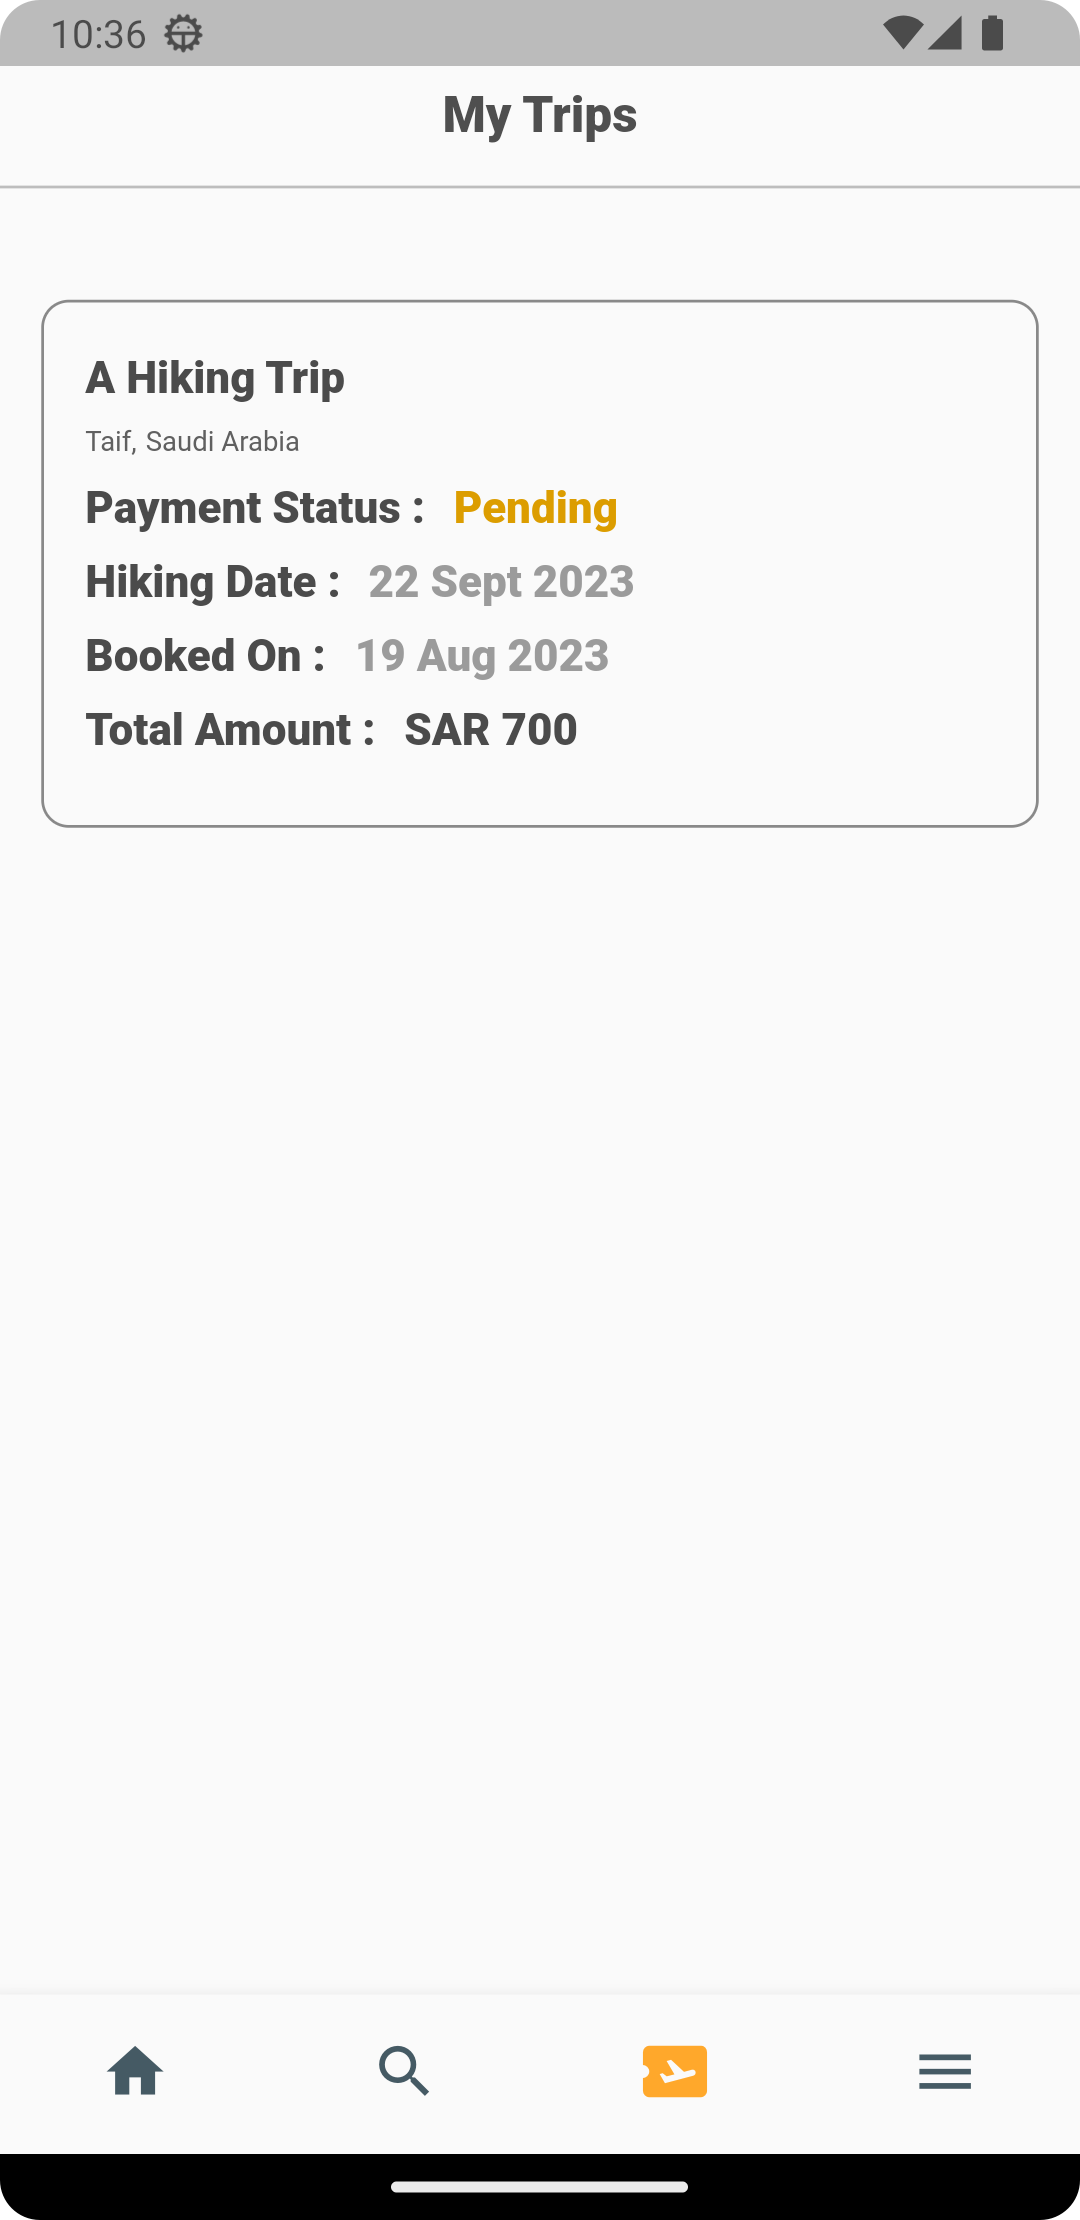 10:36
My Trips
A Hiking Trip
Taif, Saudi Arabia
Payment Status : Pending
Hiking Date : 22 Sept 2023
Booked On : 19 Aug 2023
Total Amount : SAR 700